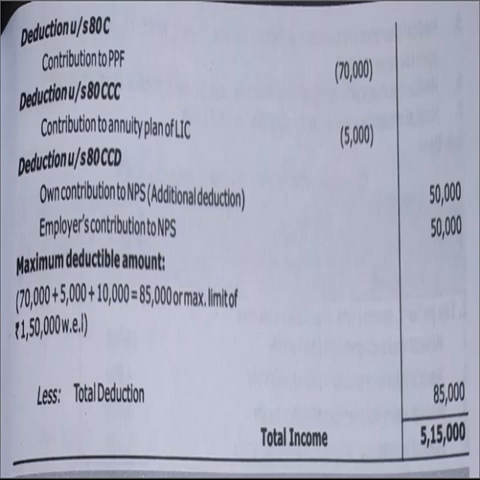 Deduction u/s 80C
Contribution to PPF (70,000)
Deduction u/s 80CCC
Contribution to annuity plan of LIC (5,000)
Deduction u/s 80CCD
Own contribution to NPS (Additional deduction) 50,000
Employer's contribution to NPS 50,000
Maximum deductible amount:
(70,000 + 5,000 + 10,000 = 85,000 or max. limit of
₹1,50,000 w.e.l)
Less: Total Deduction 85,000
Total Income 5,15,000